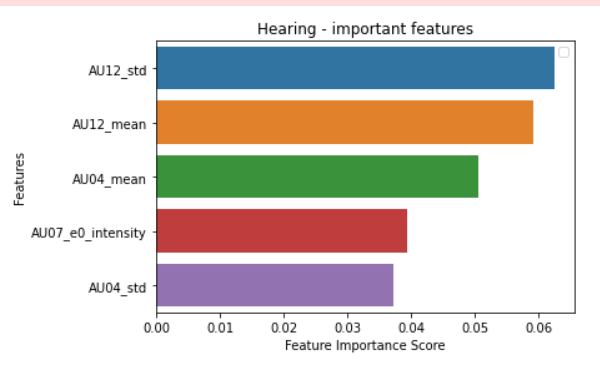 Hearing - important features
AU12_std
AU12_mean
AU04_mean
AU07_e0_intensity
AU04_std
Features
0.00 0.01 0.02 0.03 0.04 0.05 0.06
Feature Importance Score